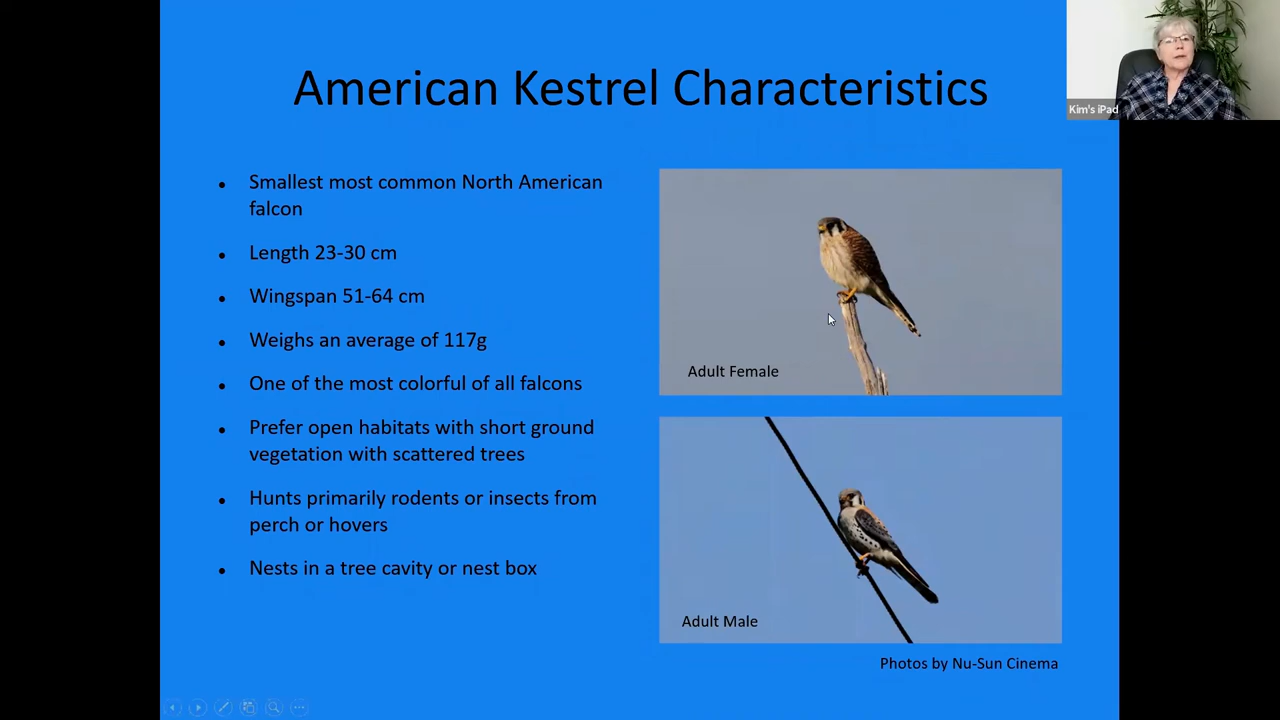 American Kestrel Characteristics
Kim's iPad
Smallest most common North American
falcon
Length 23-30 cm
Wingspan 51-64 cm
Weighs an average of 117g
One of the most colorful of all falcons
Prefer open habitats with short ground
vegetation with scattered trees
Hunts primarily rodents or insects from
perch or hovers
Nests in a tree cavity or nest box
Adult Female
Adult Male
Photos by Nu-Sun Cinema